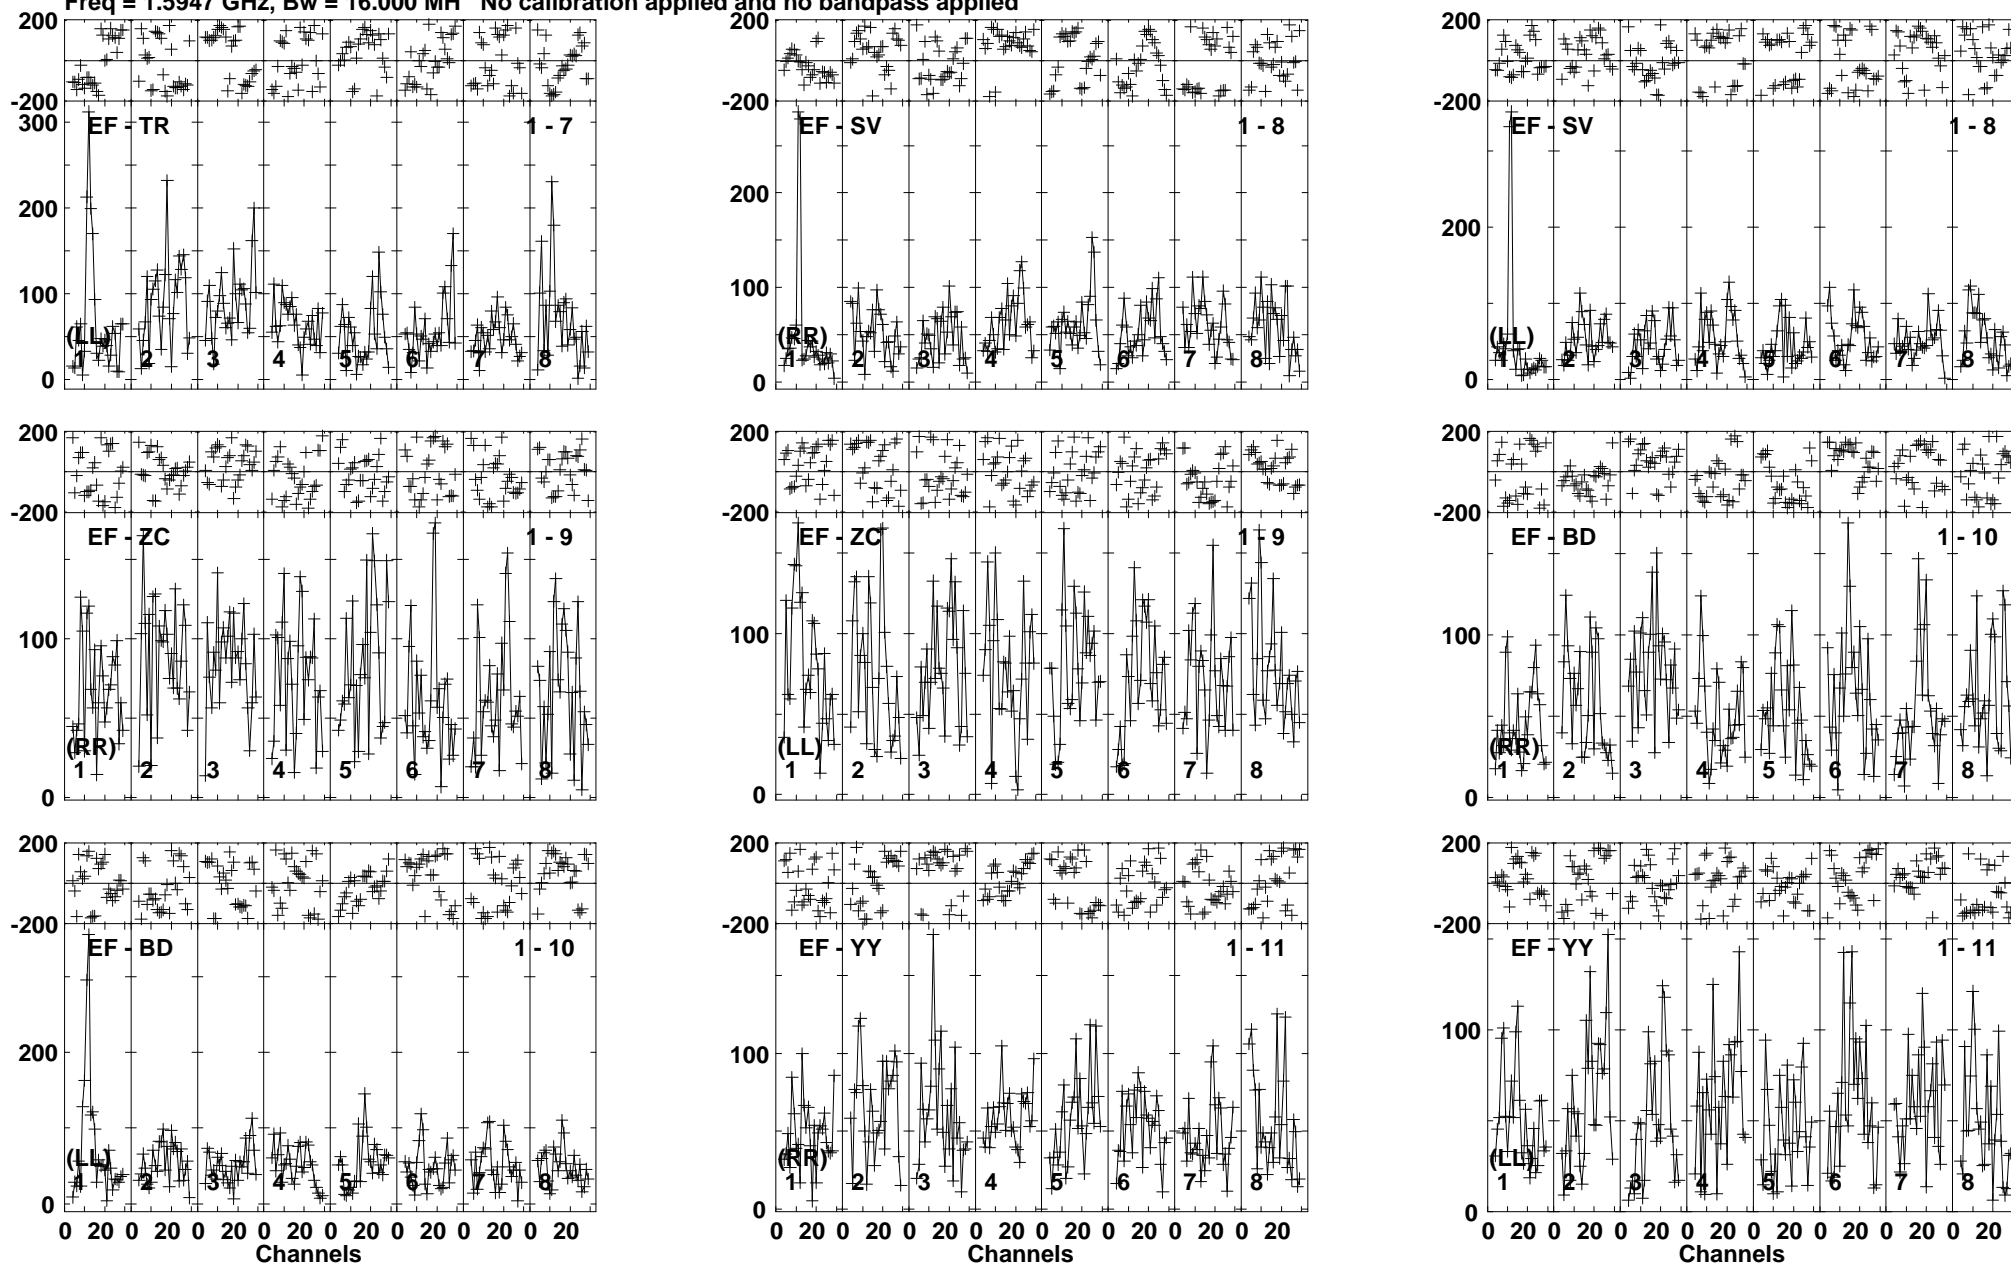 Freq = 1.5947 GHz, Bw = 16.000 MH No calibration applied and no bandpass applied
200 200 200
-200 -200 -200
300 EF - TR 1 - 7 EF - SV 1 - 8 EF - SV 1 - 8
200 200 200
100 100
(LL) (RR) (LL)
1 2 3 4 5 6 7 8 1 2 3 4 5 6 7 8 1 2 3 4 5 6 7 8
0 0 0
200 200 200
-200 -200 -200
EF - ZC 1 - 9 EF - ZC 1 - 9 EF - BD 1 - 10
100 100 100
(RR) (LL) (RR)
1 2 3 4 5 6 7 8 1 2 3 4 5 6 7 8 1 2 3 4 5 6 7 8
0 0 0
200 200 200
-200 -200 -200
EF - BD 1 - 10 EF - YY 1 - 11 EF - YY 1 - 11
200 100 100
(LL) (RR) (LL)
1 2 3 4 5 6 7 8 1 2 3 4 5 6 7 8 1 2 3 4 5 6 7 8
0 0 0
0 20 0 20 0 20 0 20 0 20 0 20 0 20 0 20 0 20 0 20 0 20 0 20 0 20 0 20 0 20 0 20 0 20 0 20 0 20 0 20 0 20 0 20 0 20 0 20
Channels Channels Channels